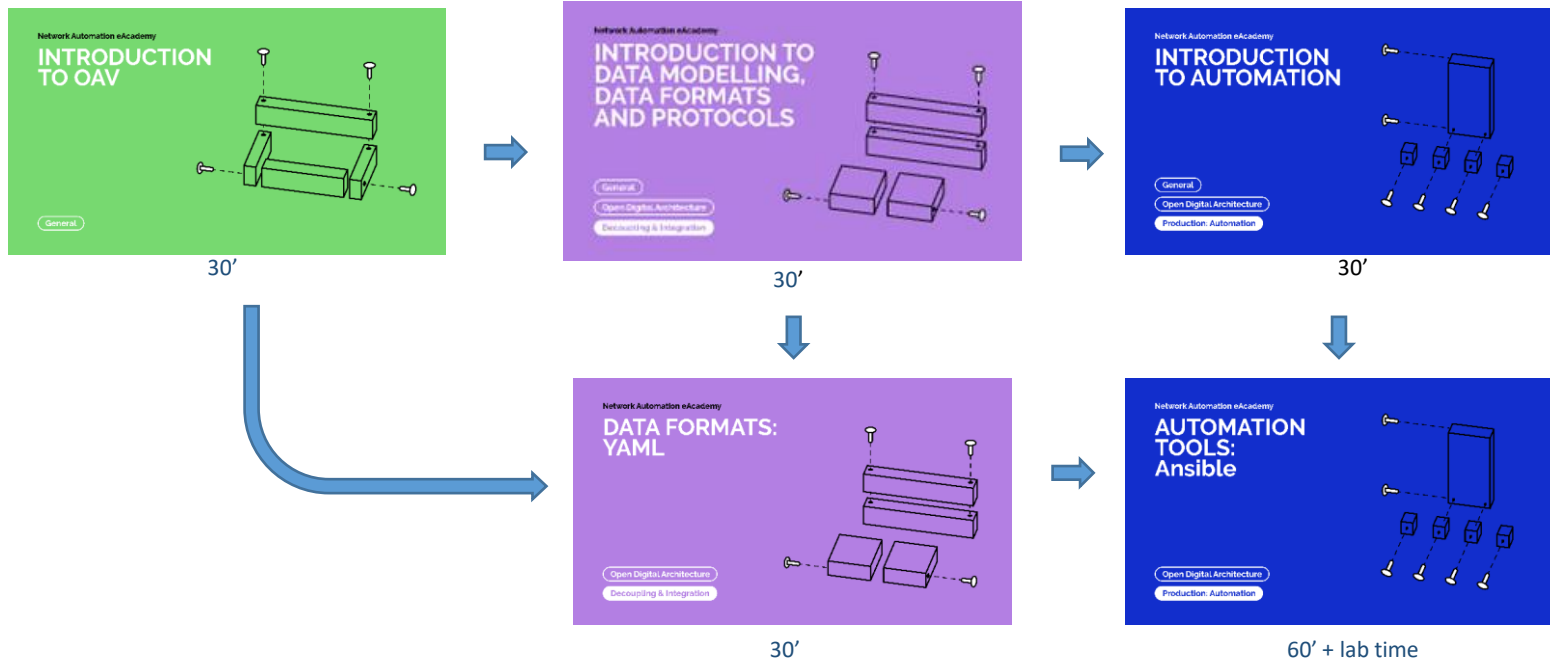 Network Automation eAcademy
INTRODUCTION
TO OAV
General
30’
Network Automation eAcademy
INTRODUCTION TO
DATA MODELLING,
DATA FORMATS
AND PROTOCOLS
General
Open Digital Architecture
Decoupling & Integration
30’
Network Automation eAcademy
INTRODUCTION
TO AUTOMATION
General
Open Digital Architecture
Production: Automation
30’
Network Automation eAcademy
DATA FORMATS:
YAML
Open Digital Architecture
Decoupling & Integration
30’
Network Automation eAcademy
AUTOMATION
TOOLS:
Ansible
Open Digital Architecture
Production: Automation
60’ + lab time